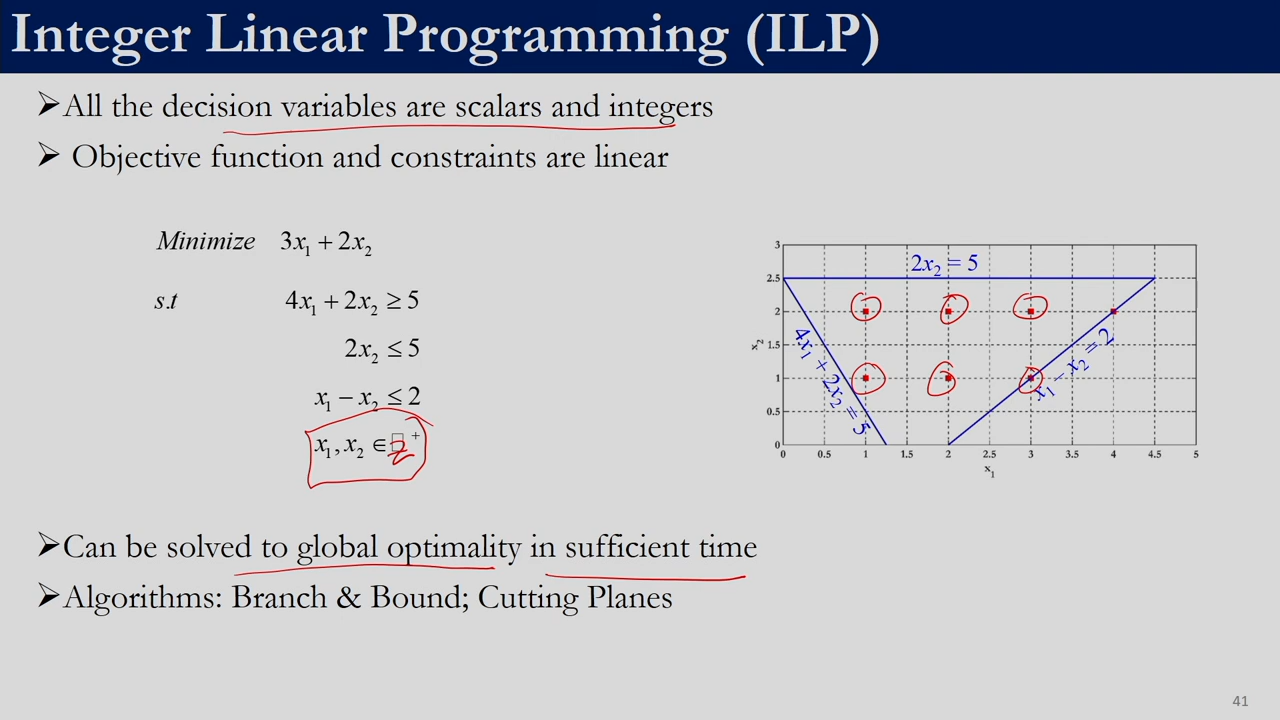 Integer Linear Programming (ILP)
➢All the decision variables are scalars and integers
➢ Objective function and constraints are linear
Minimize 3x₁ + 2x₂
s.t 4x₁ + 2x₂ ≥ 5
2x₂ ≤ 5
x₁ − x₂ ≤ 2
x₁, x₂ ∈ □⁺
Z
3
2.5
2
1.5
1
0.5
0
x₂
2x₂ = 5
4x₁ + 2x₂ = 5
x₁ − x₂ = 2
0 0.5 1 1.5 2 2.5 3 3.5 4 4.5 5
x₁
➢Can be solved to global optimality in sufficient time
➢Algorithms: Branch & Bound; Cutting Planes
41